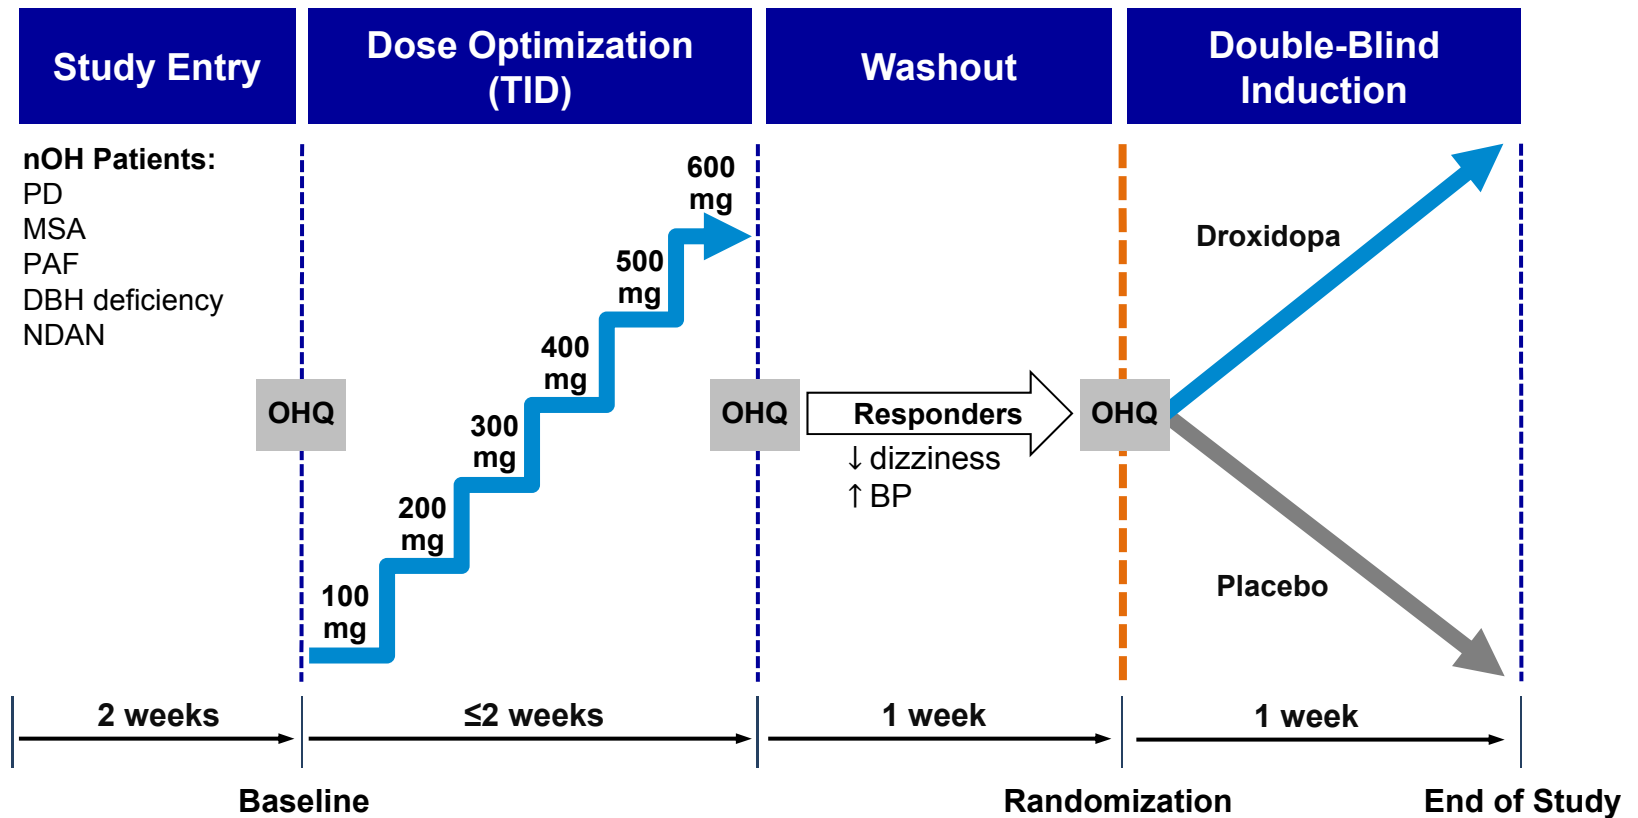 Study Entry
Dose Optimization
(TID)
Washout
Double-Blind
Induction
nOH Patients:
PD
MSA
PAF
DBH deficiency
NDAN
OHQ
100
mg
200
mg
300
mg
400
mg
500
mg
600
mg
OHQ
Responders
↓ dizziness
↑ BP
OHQ
Droxidopa
Placebo
2 weeks
≤2 weeks
1 week
1 week
Baseline
Randomization
End of Study